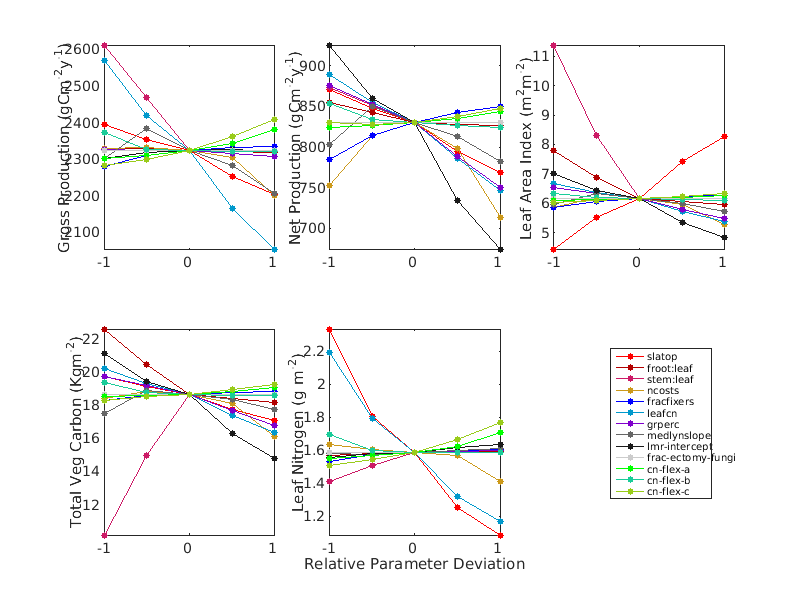 Gross Production (gCm-2y-1)
2600
2500
2400
2300
2200
2100
-1 0 1
Net Production (gCm-2y-1)
900
850
800
750
700
-1 0 1
Leaf Area Index (m2m-2)
11
10
9
8
7
6
5
-1 0 1
Total Veg Carbon (Kgm-2)
22
20
18
16
14
12
-1 0 1
Leaf Nitrogen (g m-2)
2.2
2
1.8
1.6
1.4
1.2
-1 0 1
Relative Parameter Deviation
slatop
froot:leaf
stem:leaf
ncosts
fracfixers
leafcn
grperc
medlynslope
lmr-intercept
frac-ectomy-fungi
cn-flex-a
cn-flex-b
cn-flex-c